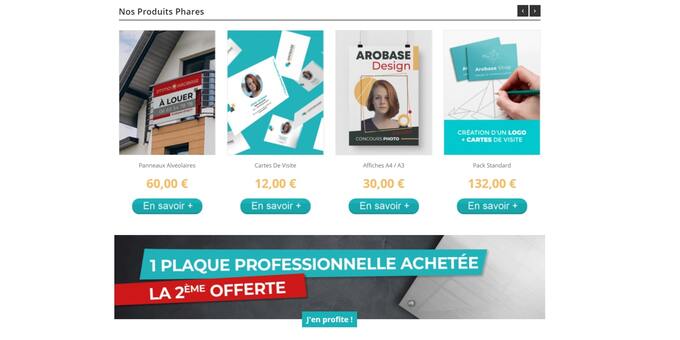 Nos Produits Phares
À LOUER
AROBASE
Design
CONCOURS PHOTO
Arobase Shop
CRÉATION D'UN LOGO
+ CARTES DE VISITE
Panneaux Alveolaires
Cartes De Visite
Affiches A4 / A3
Pack Standard
60,00 €
12,00 €
30,00 €
132,00 €
En savoir +
En savoir +
En savoir +
En savoir +
1 PLAQUE PROFESSIONNELLE ACHETÉE
LA 2ÈME OFFERTE
J'en profite !